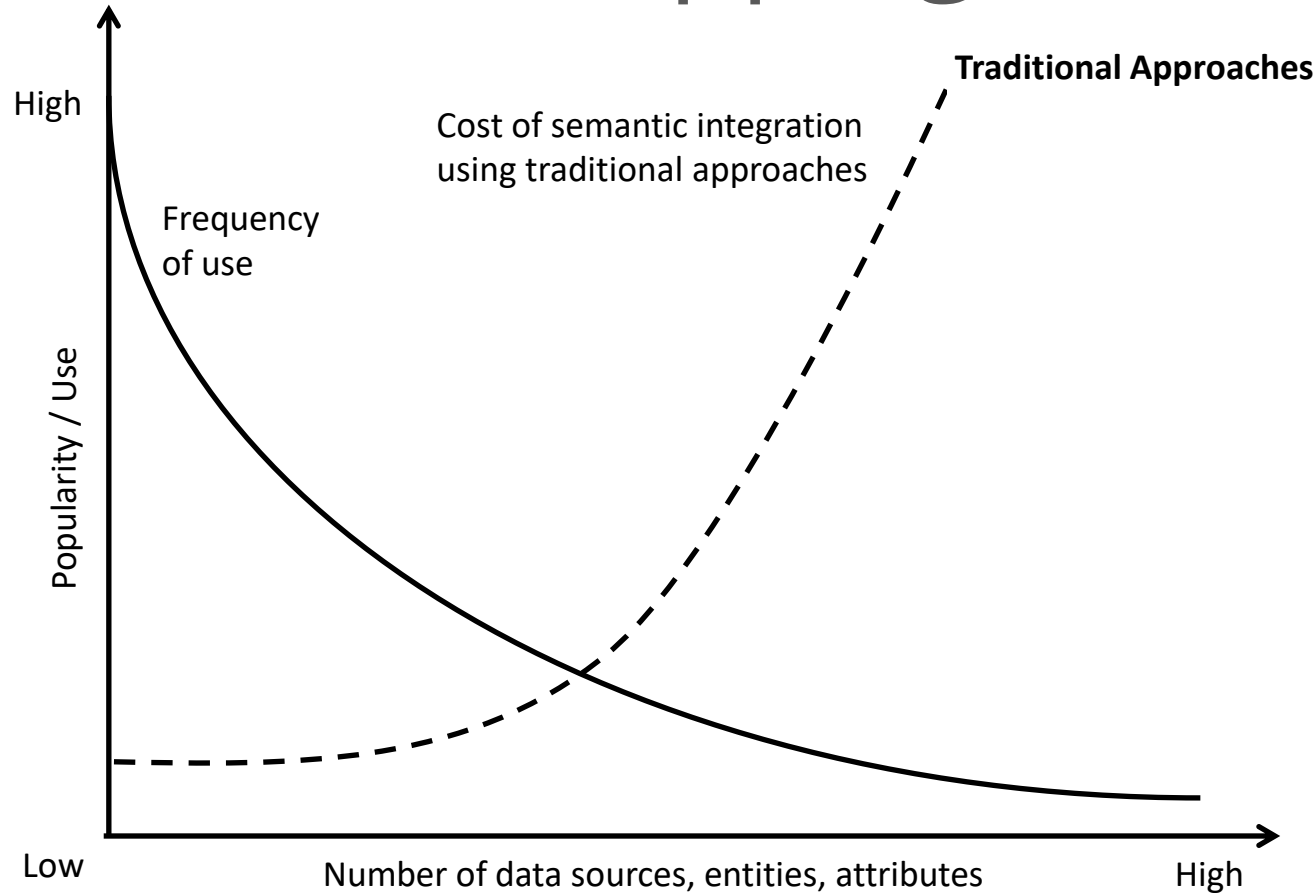 Traditional Approaches
High
Cost of semantic integration
using traditional approaches
Frequency
of use
Popularity / Use
Low
Number of data sources, entities, attributes
High